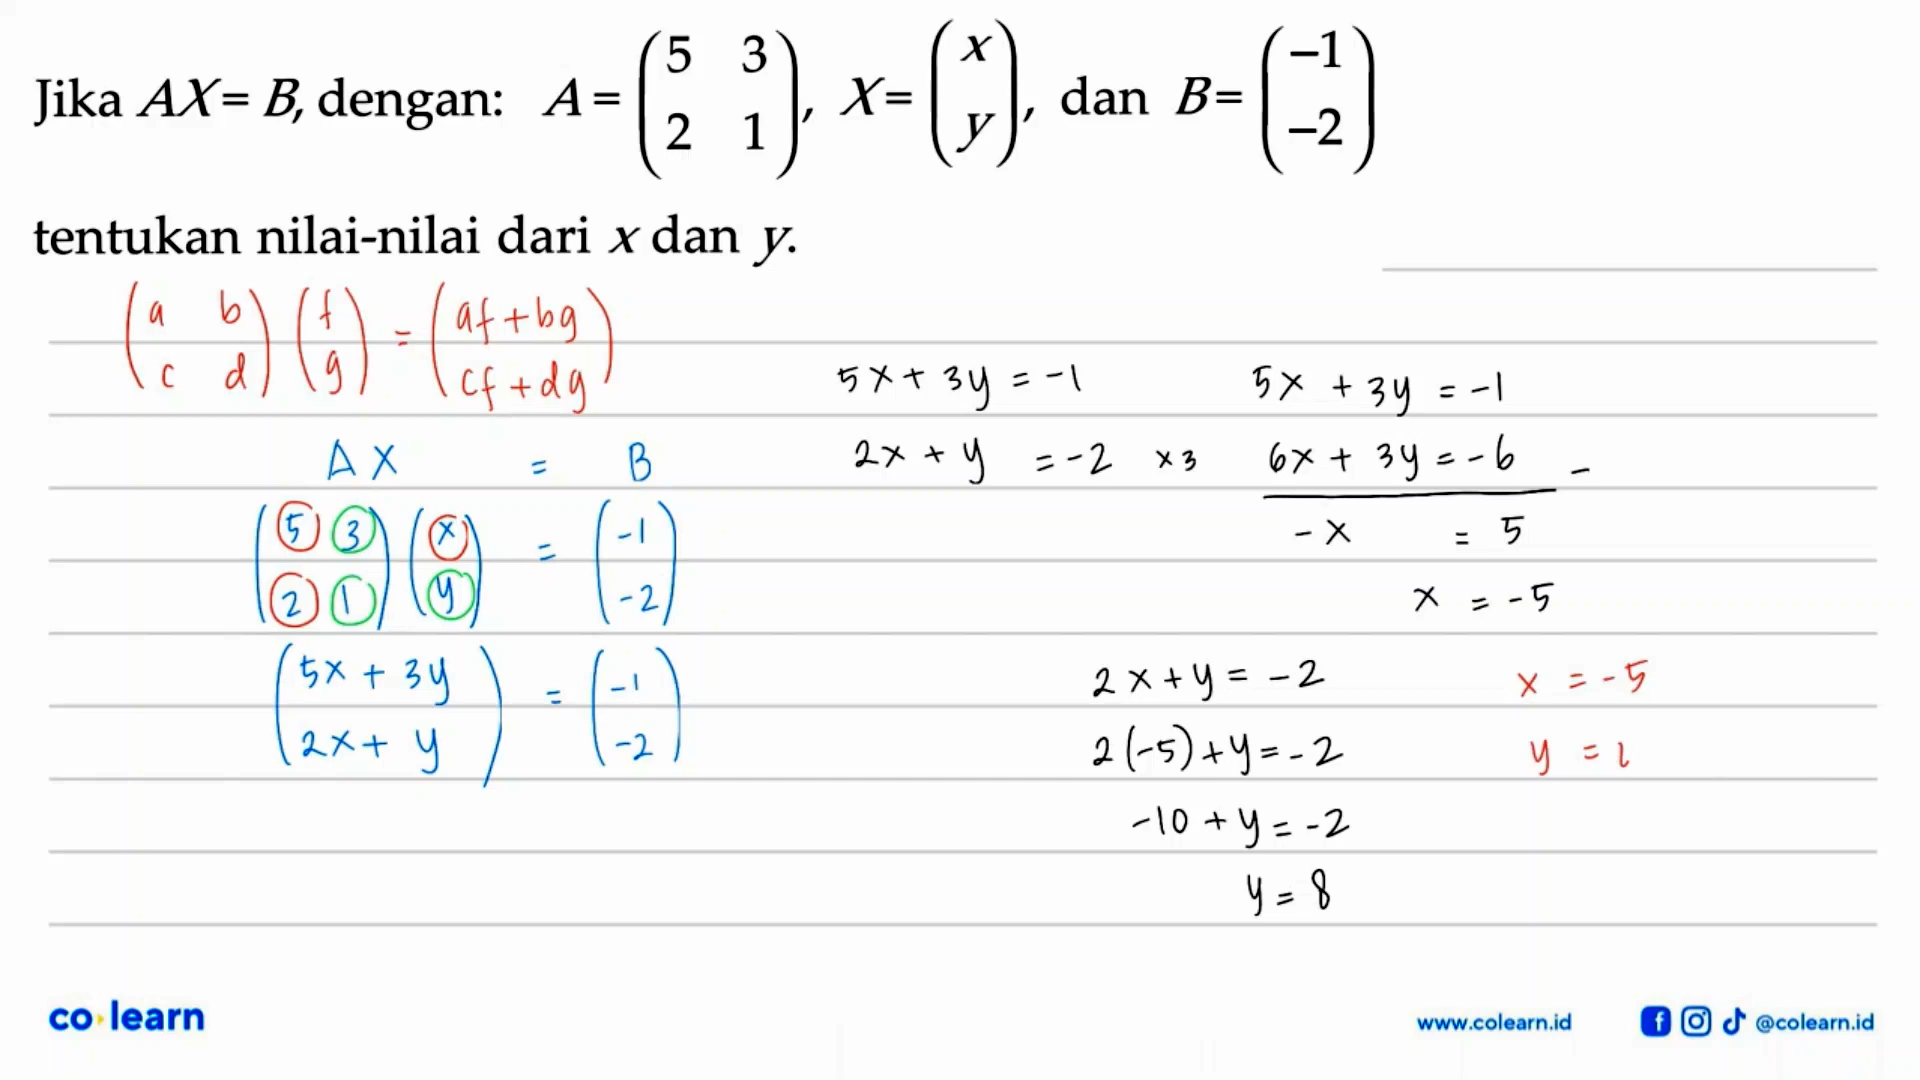 Jika AX = B, dengan: A = (5 3 2 1), X = (x y), dan B = (-1 -2)
tentukan nilai-nilai dari x dan y.
(a b c d) (f g) = (af + bg cf + dg)
AX = B
(5 3 2 1) (x y) = (-1 -2)
(5x + 3y 2x + y) = (-1 -2)
5x + 3y = -1
2x + y = -2 x3
5x + 3y = -1
6x + 3y = -6 -
-x = 5
x = -5
2x + y = -2
2(-5) + y = -2
-10 + y = -2
y = 8
x = -5
y =
co learn
www.colearn.id
@colearn.id